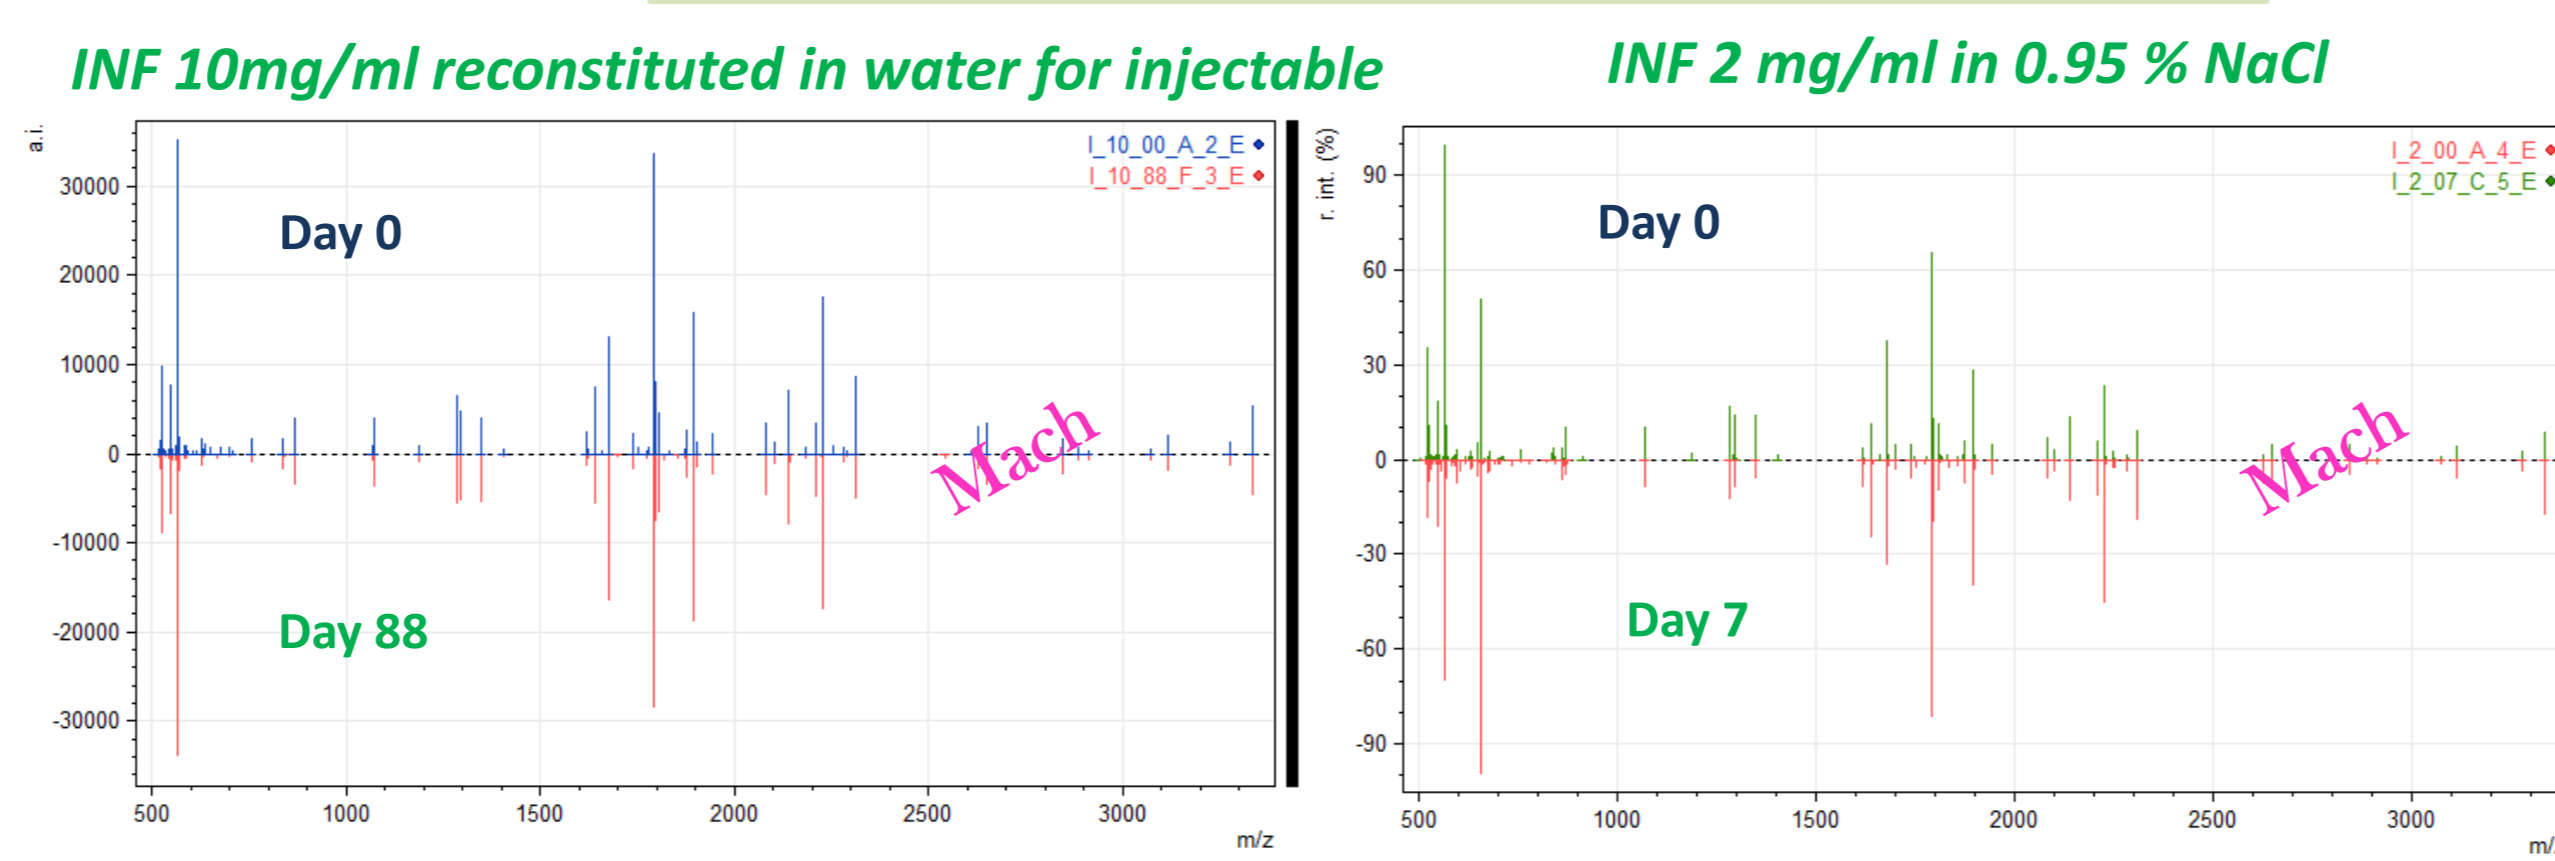 INF 10mg/ml reconstituted in water for injectable
INF 2 mg/ml in 0.95 % NaCl
a.i.
I_10_00_A_2_E
I_10_88_F_3_E
30000
20000
10000
0
-10000
-20000
-30000
Day 0
Day 88
Mach
500 1000 1500 2000 2500 3000
m/z
r. int. (%)
I_2_00_A_4_E
I_2_07_C_5_E
90
60
30
0
-30
-60
-90
Day 0
Day 7
Mach
500 1000 1500 2000 2500 3000
m/